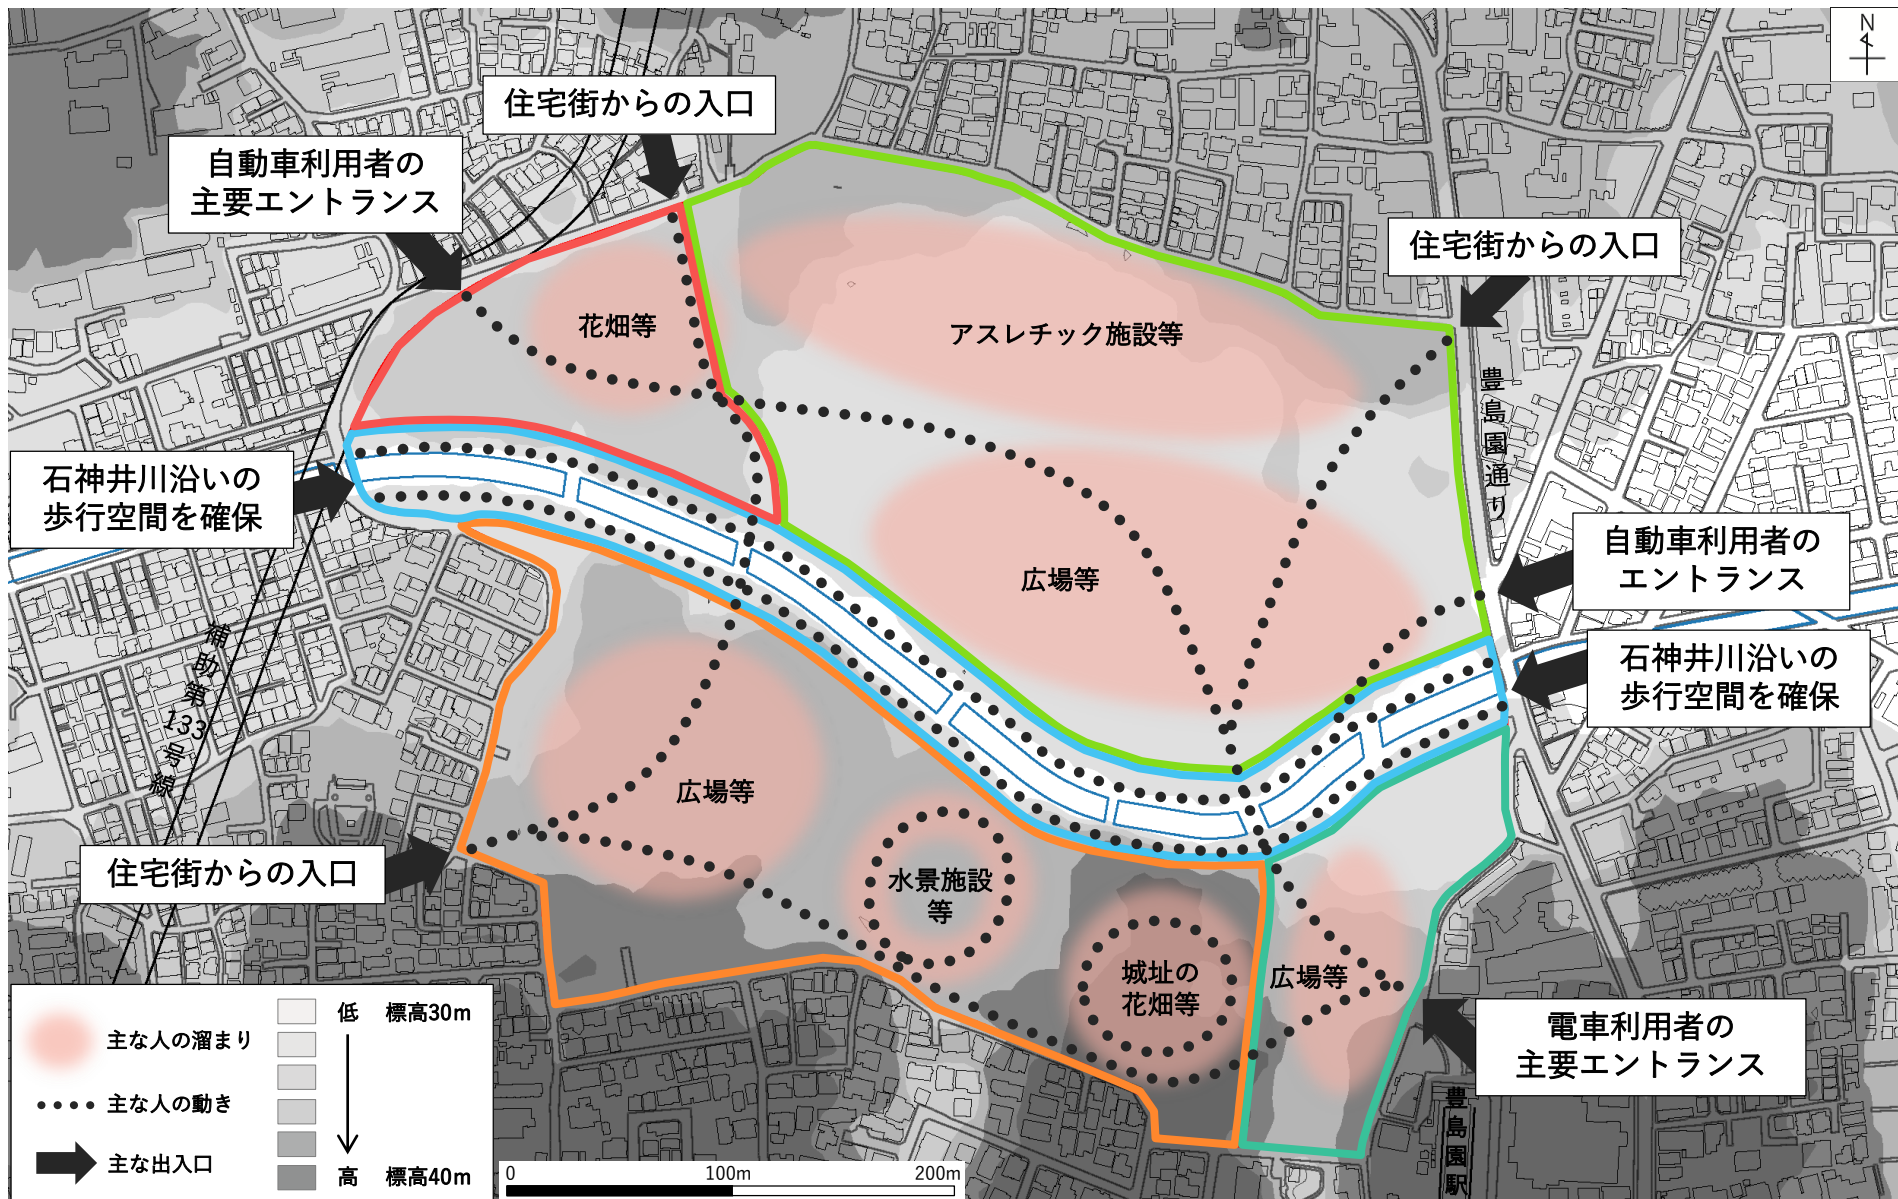 N
住宅街からの入口
自動車利用者の
主要エントランス
住宅街からの入口
花畑等
アスレチック施設等
豊島園通り
石神井川沿いの
歩行空間を確保
自動車利用者の
エントランス
広場等
石神井川沿いの
歩行空間を確保
補助第133号線
広場等
住宅街からの入口
水景施設
等
城址の
花畑等
広場等
電車利用者の
主要エントランス
豊島園駅
主な人の溜まり
主な人の動き
主な出入口
低 標高30m
高 標高40m
0 100m 200m